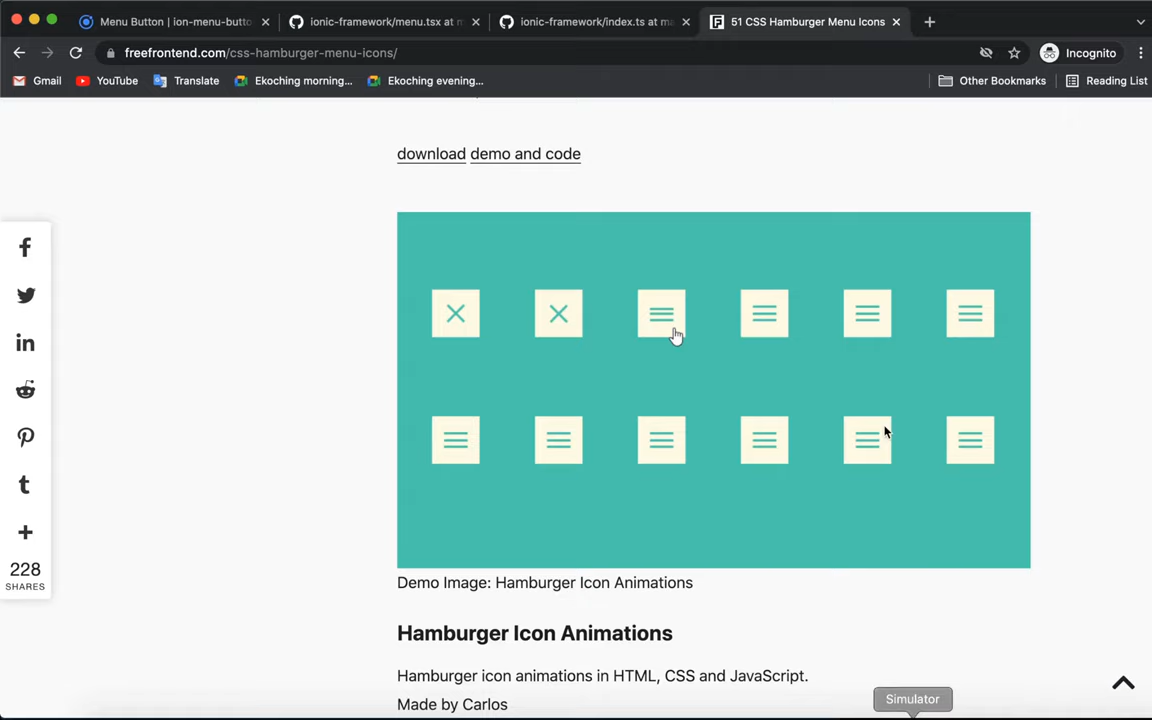 Menu Button | ion-menu-butto
ionic-framework/menu.tsx at m
ionic-framework/index.ts at ma
51 CSS Hamburger Menu Icons
freefrontend.com/css-hamburger-menu-icons/
Incognito
Gmail
YouTube
Translate
Ekoching morning...
Ekoching evening...
Other Bookmarks
Reading List
download demo and code
228
SHARES
Demo Image: Hamburger Icon Animations
Hamburger Icon Animations
Hamburger icon animations in HTML, CSS and JavaScript.
Made by Carlos
Simulator